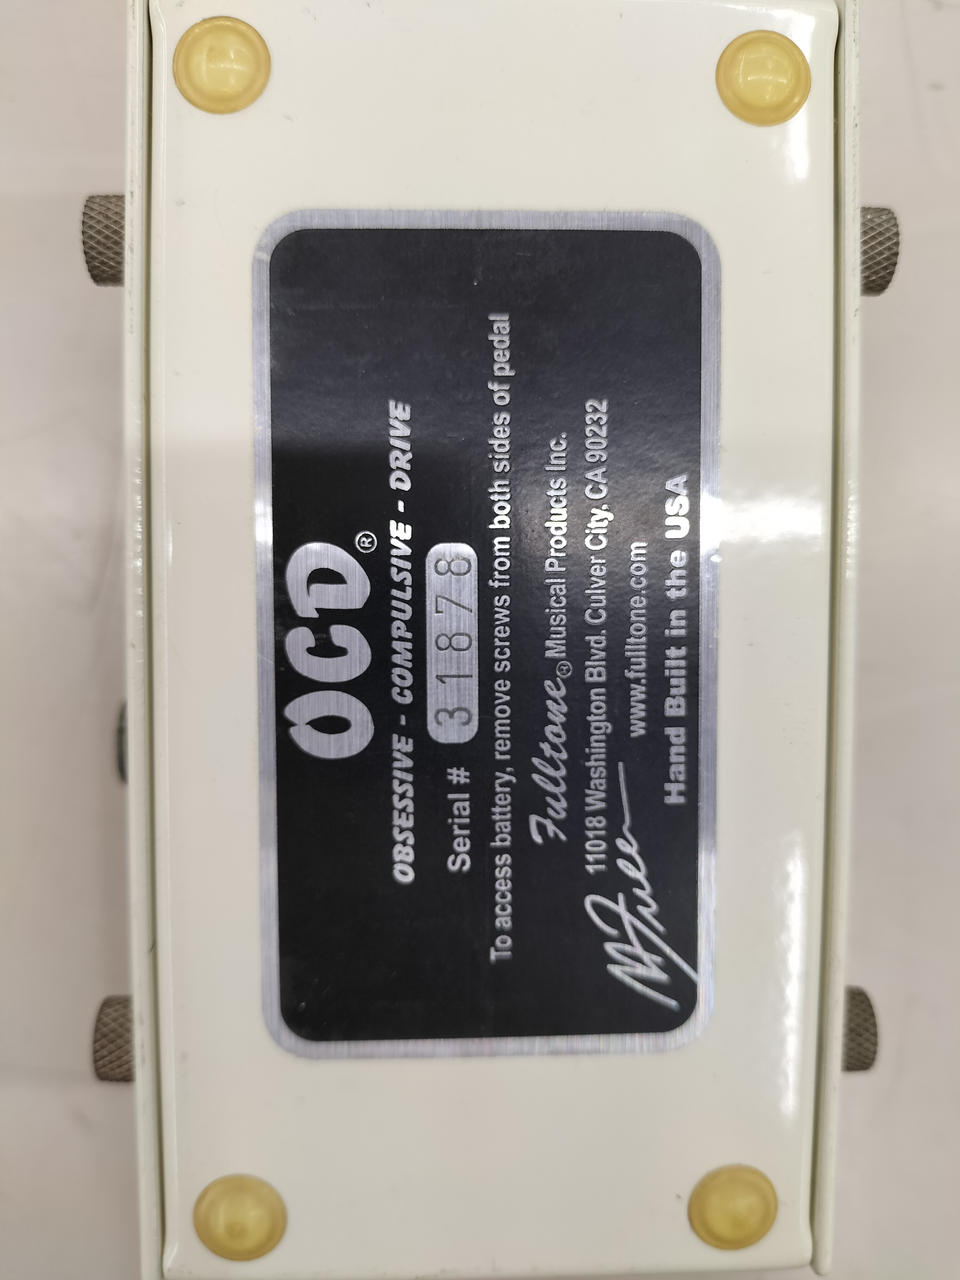 OCD®
OBSESSIVE - COMPULSIVE - DRIVE
Serial # 31878
To access battery, remove screws from both sides of pedal
Fulltone® Musical Products Inc.
11018 Washington Blvd. Culver City, CA 90232
www.fulltone.com
Hand Built in the USA
M Fuller